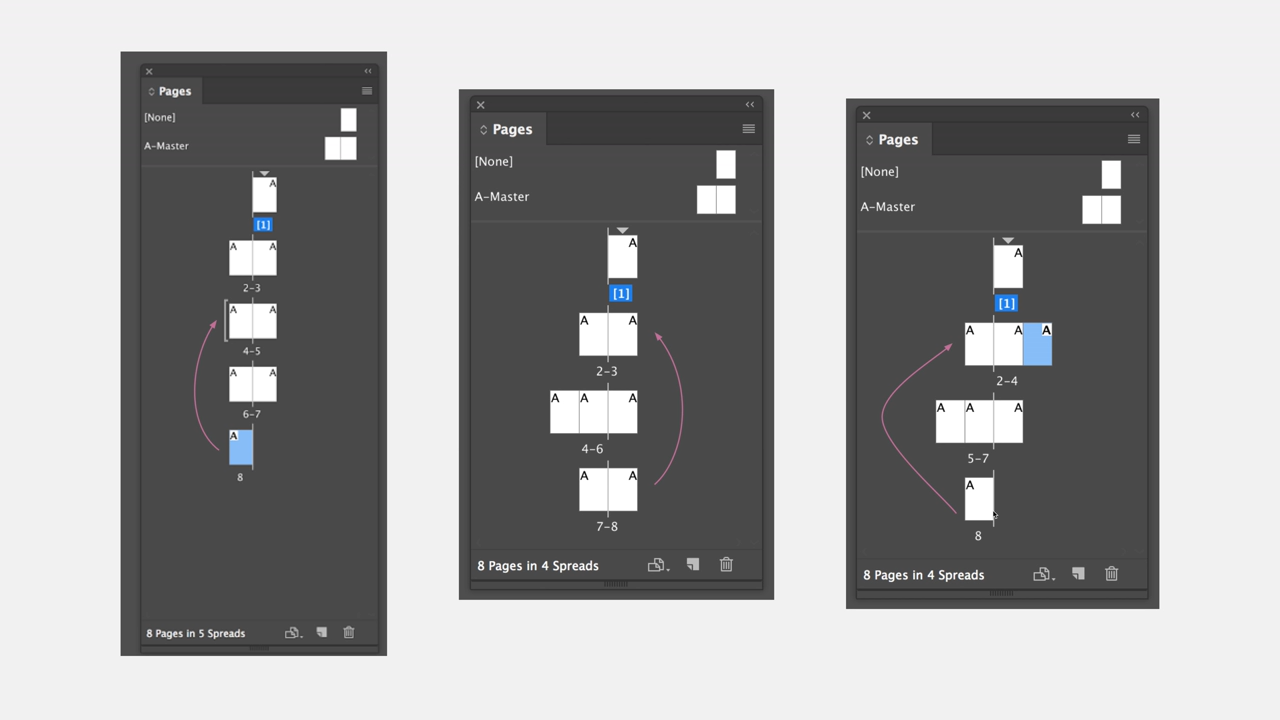 Pages
[None]
A-Master
A
[1]
A A
2-3
A A
4-5
A A
6-7
A
8
8 Pages in 5 Spreads
Pages
[None]
A-Master
A
[1]
A A
2-3
A A A
4-6
A A
7-8
8 Pages in 4 Spreads
Pages
[None]
A-Master
A
[1]
A A A
2-4
A A A
5-7
A
8
8 Pages in 4 Spreads